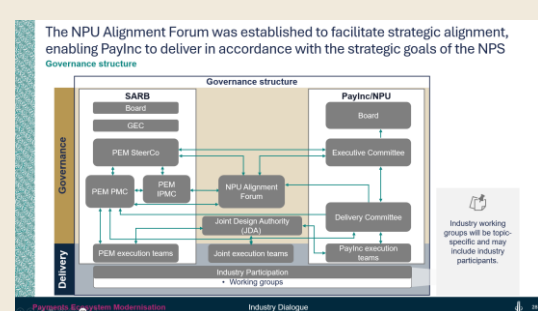 The NPU Alignment Forum was established to facilitate strategic alignment,
enabling PayInc to deliver in accordance with the strategic goals of the NPS
Governance structure
Governance structure
SARB
PayInc/NPU
Board
Board
GEC
PEM SteerCo
Executive Committee
Governance
PEM PMC
PEM
IPMC
NPU Alignment
Forum
Delivery Committee
Joint Design Authority
(JDA)
Delivery
PEM execution teams
Joint execution teams
PayInc execution
teams
Industry Participation
• Working groups
Industry working
groups will be topic-
specific and may
include industry
participants.
Payments Ecosystem Modernisation
Industry Dialogue